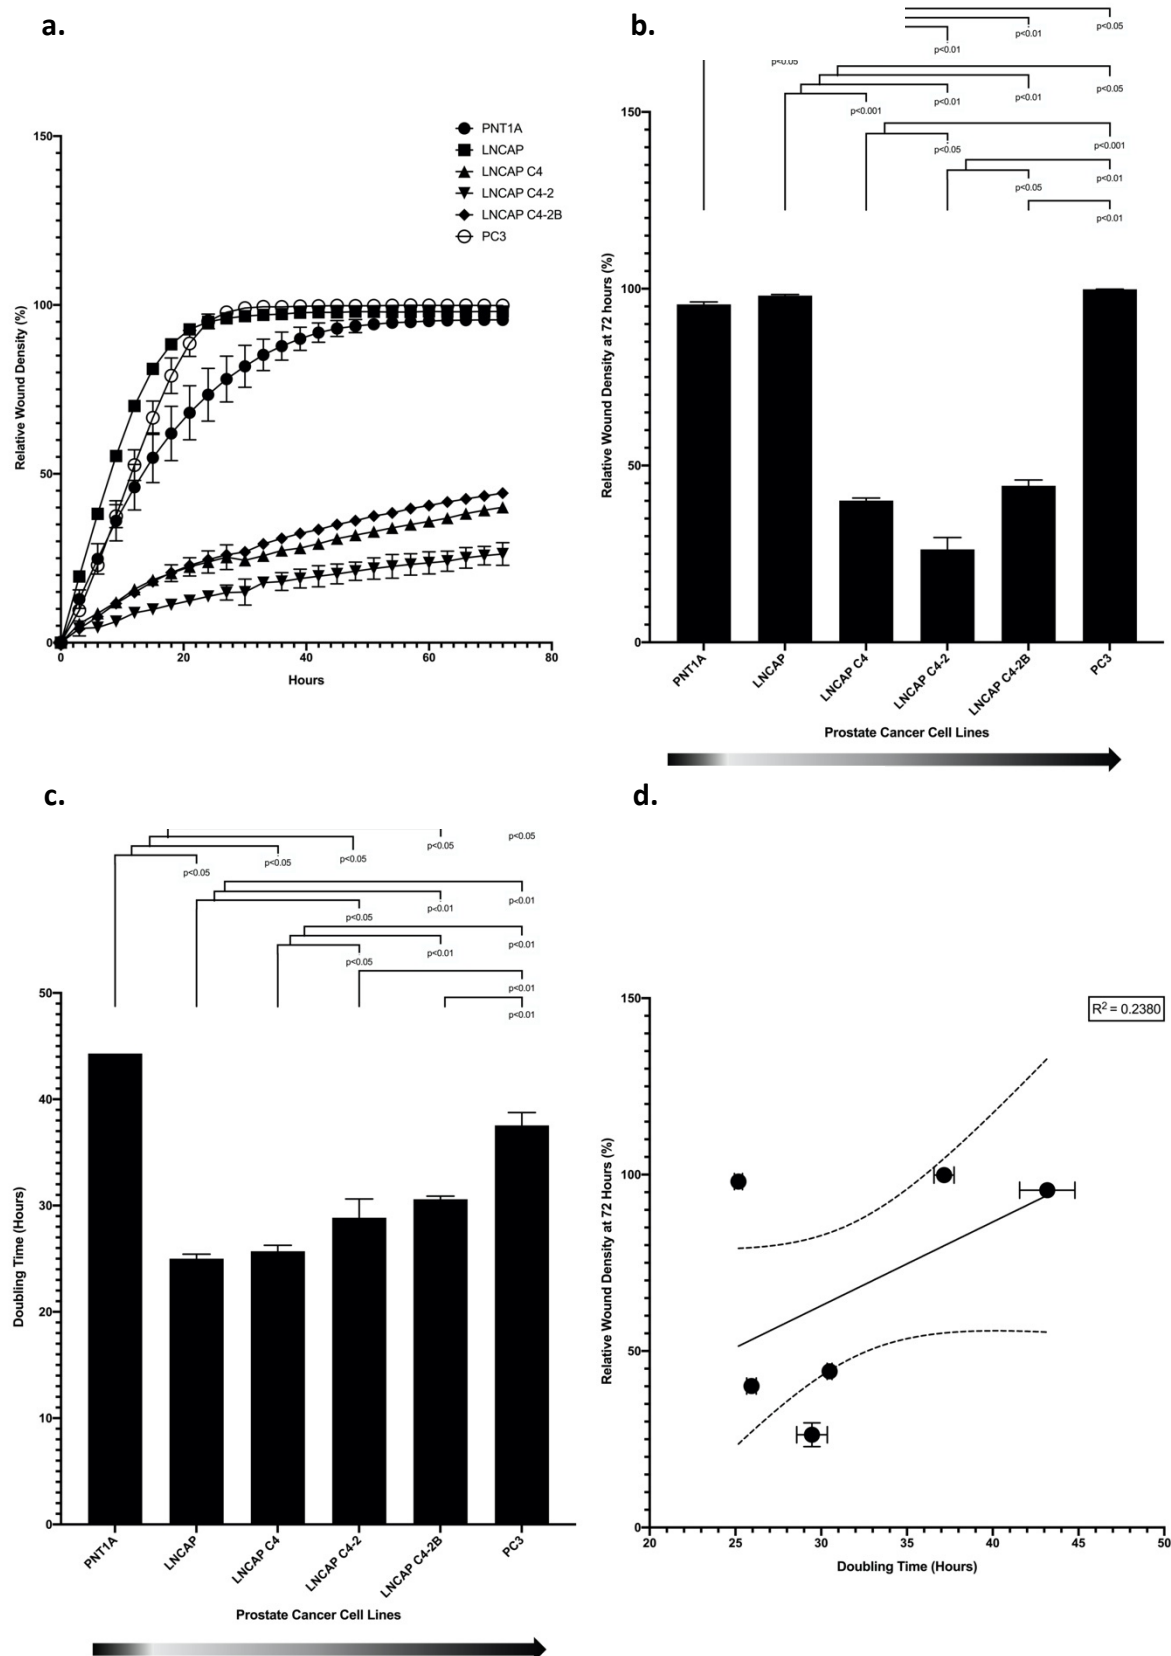 a.
150
100
50
0
0 20 40 60 80
Relative Wound Density (%)
Hours
PNT1A
LNCAP
LNCAP C4
LNCAP C4-2
LNCAP C4-2B
PC3
b.
p<0.05
p<0.01
p<0.01
p<0.05
p<0.05
p<0.01
p<0.01
p<0.001
p<0.001
p<0.05
p<0.01
p<0.05
p<0.01
150
100
50
0
Relative Wound Density at 72 hours (%)
PNT1A
LNCAP
LNCAP C4
LNCAP C4-2
LNCAP C4-2B
PC3
Prostate Cancer Cell Lines
c.
p<0.05
p<0.05
p<0.05
p<0.05
p<0.05
p<0.01
p<0.01
p<0.05
p<0.01
p<0.01
p<0.05
p<0.01
p<0.01
50
40
30
20
10
0
Doubling Time (Hours)
PNT1A
LNCAP
LNCAP C4
LNCAP C4-2
LNCAP C4-2B
PC3
Prostate Cancer Cell Lines
d.
R² = 0.2380
150
100
50
0
20 25 30 35 40 45 50
Relative Wound Density at 72 Hours (%)
Doubling Time (Hours)